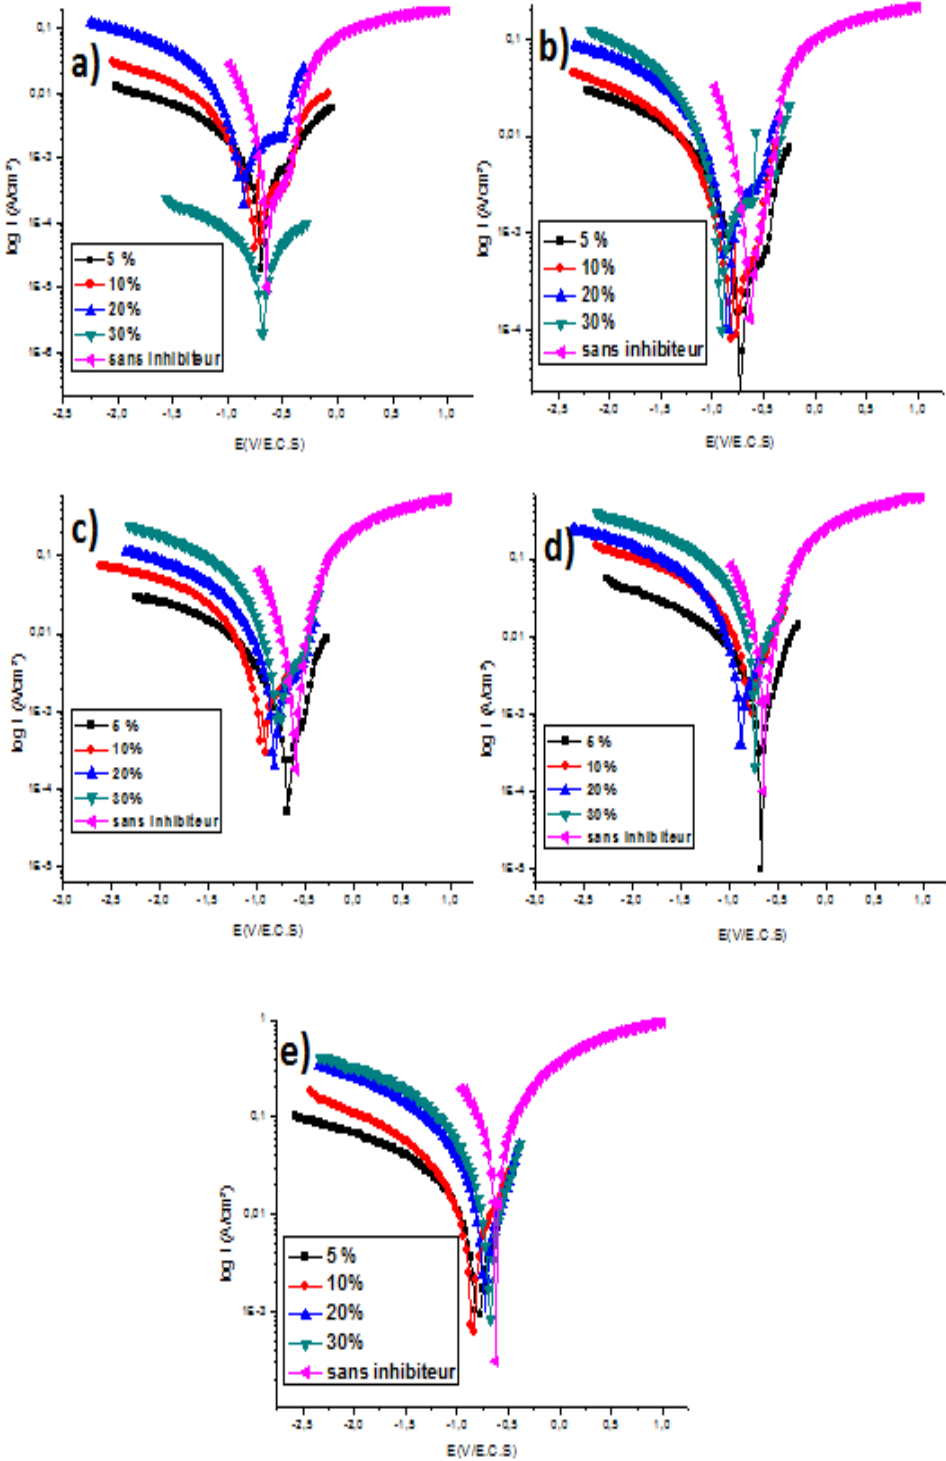 a)
0,1
0,01
1E-3
1E-4
1E-5
1E-6
log I (A/cm²)
5 %
10%
20%
30%
sans inhibiteur
-2,5 -2,0 -1,5 -1,0 -0,5 0,0 0,5 1,0
E(V/E.C.S)
b)
0,1
0,01
1E-3
1E-4
log I (A/cm²)
5 %
10%
20%
30%
sans inhibiteur
-2,5 -2,0 -1,5 -1,0 -0,5 0,0 0,5 1,0
E(V/E.C.S)
c)
0,1
0,01
1E-3
1E-4
1E-5
log I (A/cm²)
5 %
10%
20%
30%
sans inhibiteur
-3,0 -2,5 -2,0 -1,5 -1,0 -0,5 0,0 0,5 1,0
E(V/E.C.S)
d)
0,1
0,01
1E-3
1E-4
1E-5
log I (A/cm²)
5 %
10%
20%
30%
sans inhibiteur
-3,0 -2,5 -2,0 -1,5 -1,0 -0,5 0,0 0,5 1,0
E(V/E.C.S)
e)
1
0,1
0,01
1E-3
log I (A/cm²)
5 %
10%
20%
30%
sans inhibiteur
-2,5 -2,0 -1,5 -1,0 -0,5 0,0 0,5 1,0
E(V/E.C.S)